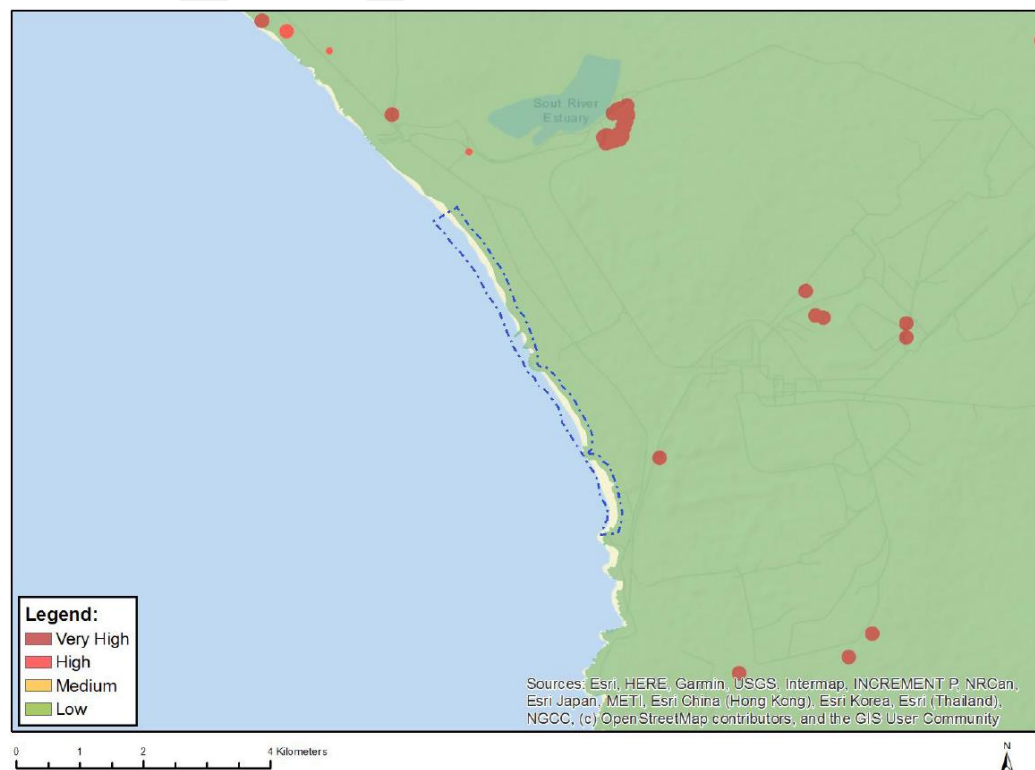 Sout River
Estuary
Legend:
Very High
High
Medium
Low
Sources: Esri, HERE, Garmin, USGS, Intermap, INCREMENT P, NRCan,
Esri Japan, METI, Esri China (Hong Kong), Esri Korea, Esri (Thailand),
NGCC, (c) OpenStreetMap contributors, and the GIS User Community
0 1 2 4 Kilometers
N